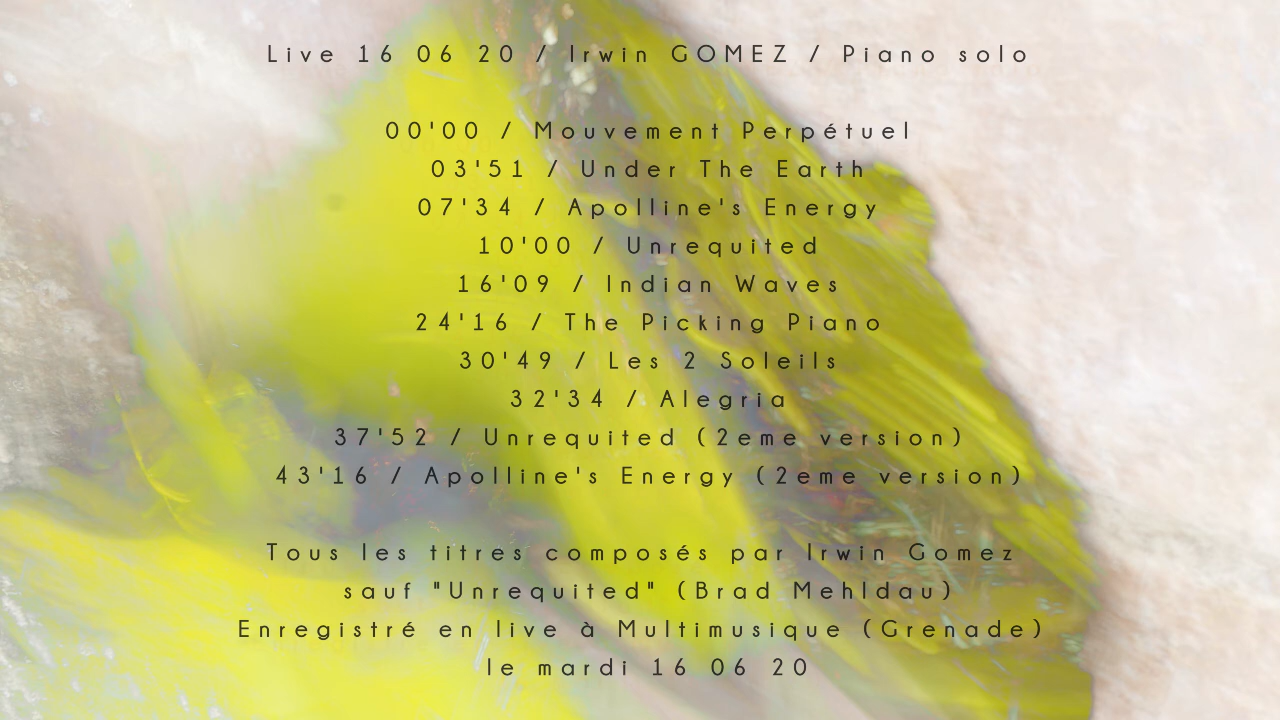 Live 16 06 20 / Irwin GOMEZ / Piano solo
00'00 / Mouvement Perpétuel
03'51 / Under The Earth
07'34 / Apolline's Energy
10'00 / Unrequited
16'09 / Indian Waves
24'16 / The Picking Piano
30'49 / Les 2 Soleils
32'34 / Alegria
37'52 / Unrequited (2eme version)
43'16 / Apolline's Energy (2eme version)
Tous les titres composés par Irwin Gomez
sauf "Unrequited" (Brad Mehldau)
Enregistré en live à Multimusique (Grenade)
le mardi 16 06 20